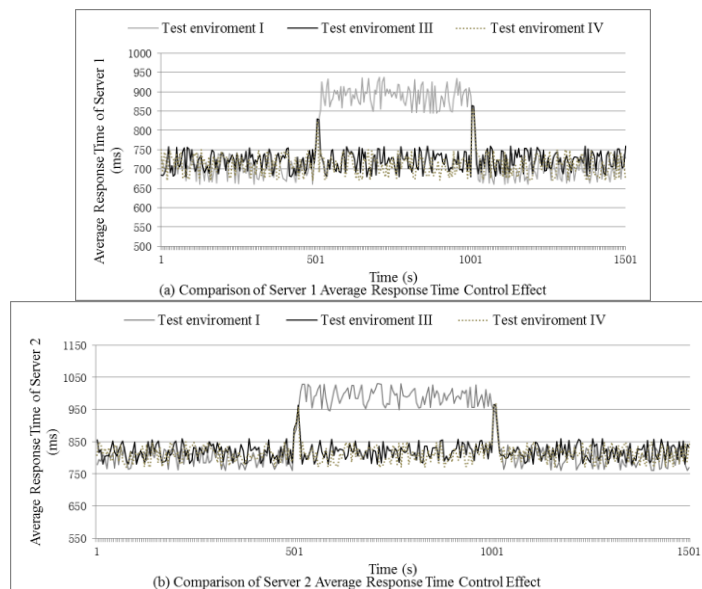 Test enviroment I Test enviroment III Test enviroment IV
Average Response Time of Server 1
(ms)
1000
950
900
850
800
750
700
650
600
550
500
1 501 1001 1501
Time (s)
(a) Comparison of Server 1 Average Response Time Control Effect
Test enviroment I Test enviroment III Test enviroment IV
Average Response Time of Server 2
(ms)
1150
1050
950
850
750
650
550
1 501 1001 1501
Time (s)
(b) Comparison of Server 2 Average Response Time Control Effect